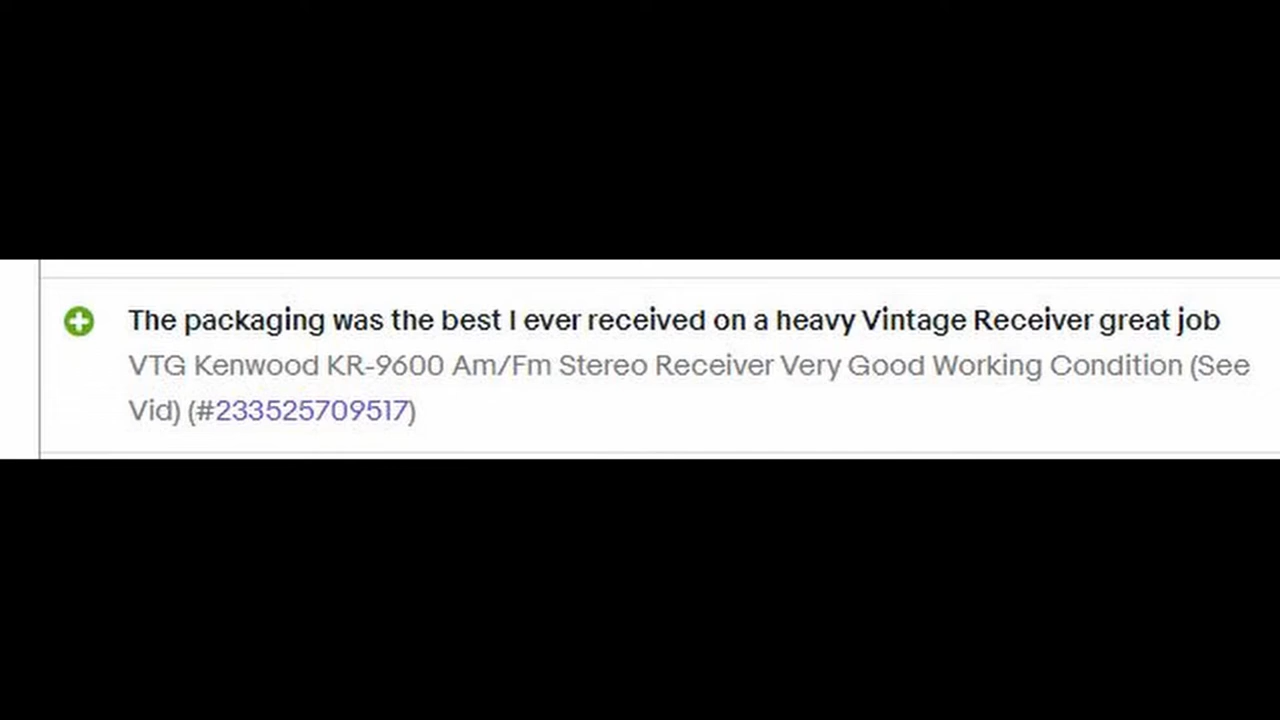 The packaging was the best I ever received on a heavy Vintage Receiver great job
VTG Kenwood KR-9600 Am/Fm Stereo Receiver Very Good Working Condition (See
Vid) (#233525709517)